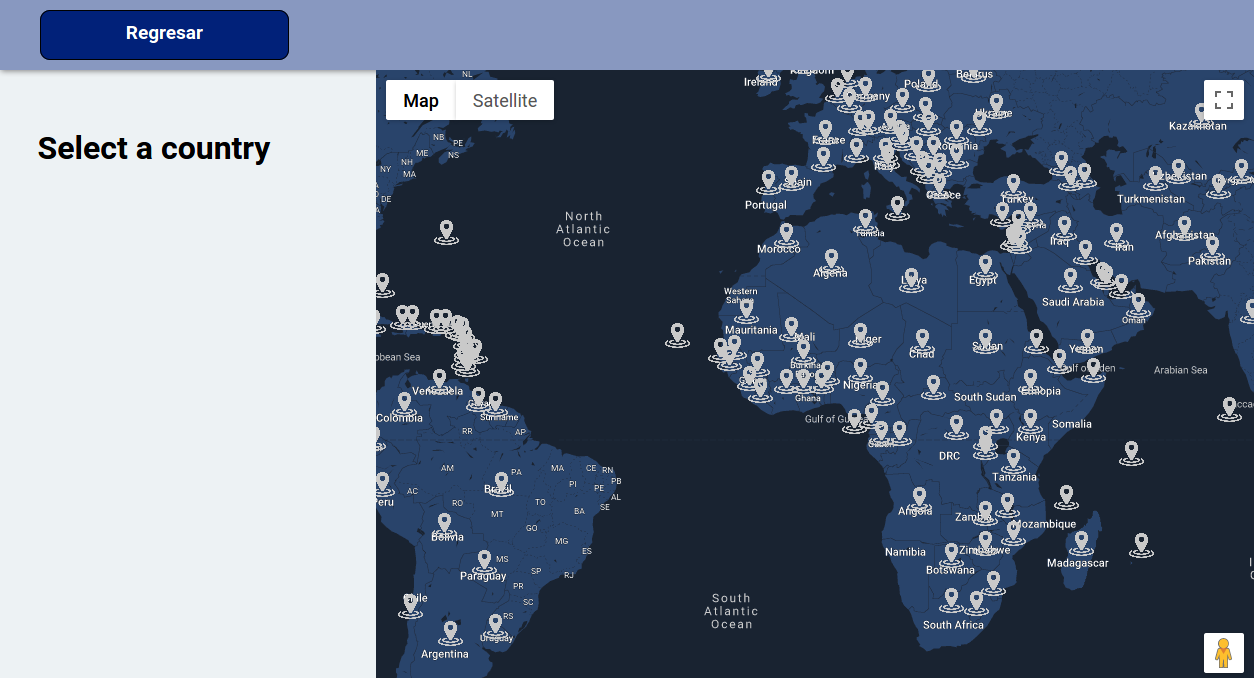 Regresar
Select a country
Map
Satellite
NL
NB
PE
ME
NS
NH
NY
MA
DE
North
Atlantic
Ocean
Ireland
Poland
Belarus
Ukraine
Kazakhstan
France
Romania
Italy
Spain
Portugal
Greece
Turkey
Uzbekistan
Turkmenistan
Tunisia
Morocco
Syria
Iraq
Iran
Afghanistan
Pakistan
Algeria
Libya
Egypt
Western
Sahara
Saudi Arabia
Oman
Mauritania
Mali
Niger
Chad
Sudan
Yemen
Gulf of Aden
Arabian Sea
Burkina
Nigeria
Ghana
South Sudan
Ethiopia
Gulf of Guinea
Somalia
Gabon
Kenya
DRC
Tanzania
Venezuela
Colombia
Suriname
RR
AP
AM
PA
MA
CE
RN
PB
PI
PE
AL
SE
AC
Brazil
RO
TO
BA
MT
GO
Bolivia
MG
ES
MS
Paraguay
SP
RJ
PR
SC
Chile
RS
Uruguay
Argentina
Angola
Zambia
Mozambique
Namibia
Zimbabwe
Botswana
Madagascar
South Africa
South
Atlantic
Ocean